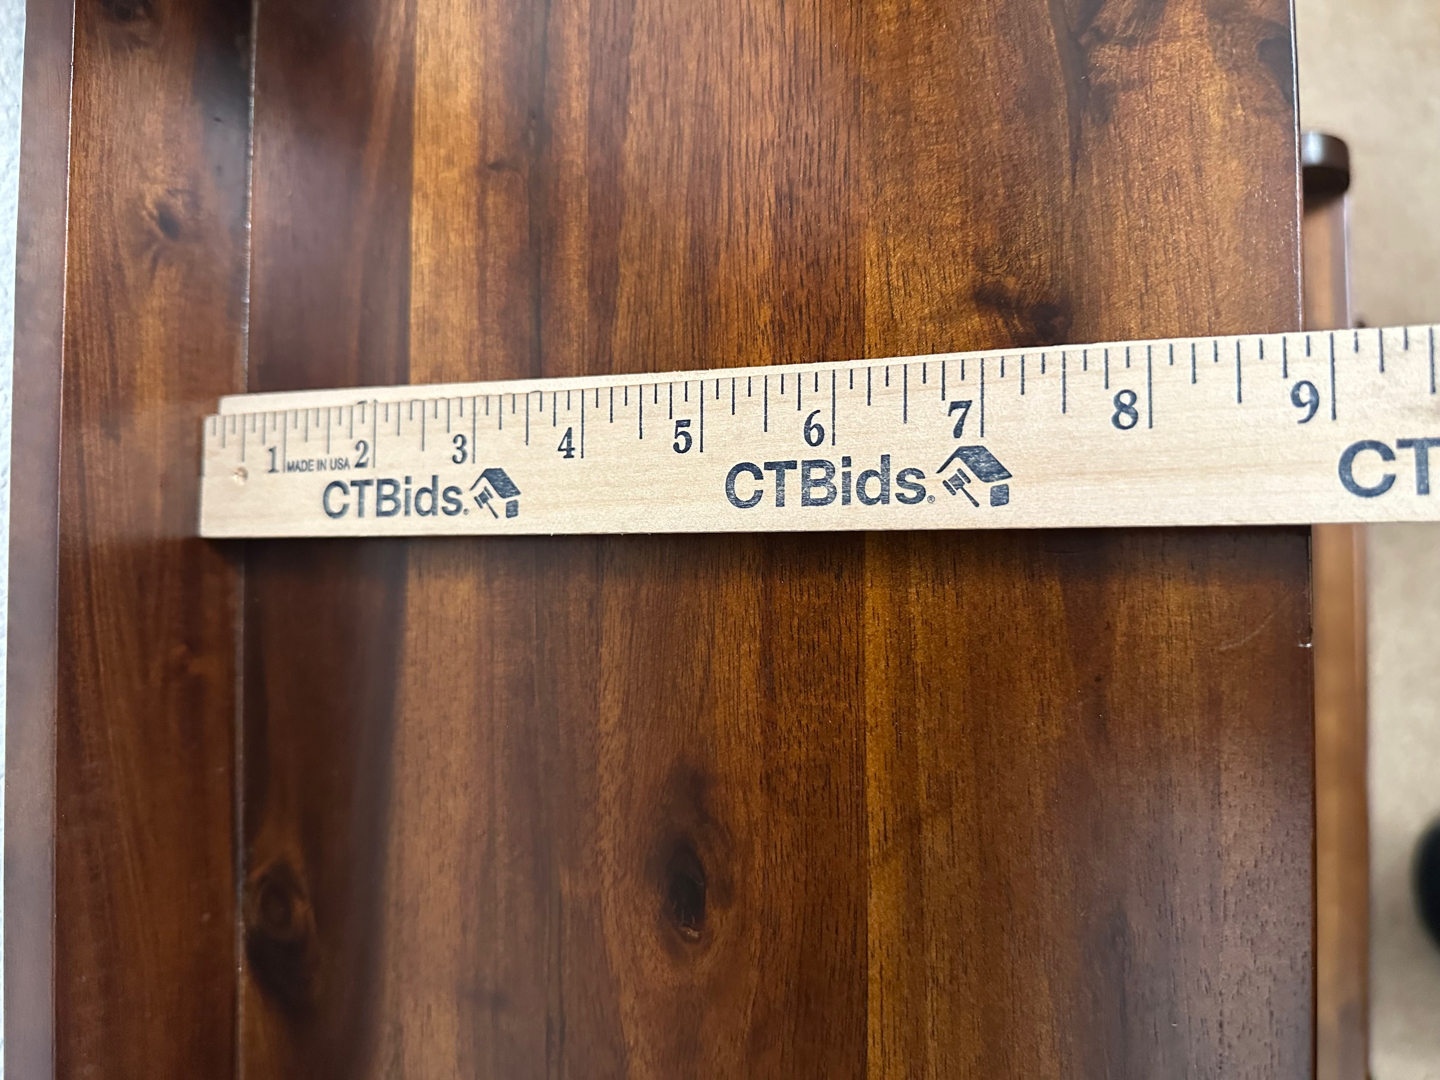 1 2 3 4 5 6 7 8 9
MADE IN USA
CTBids.® CTBids.® CT